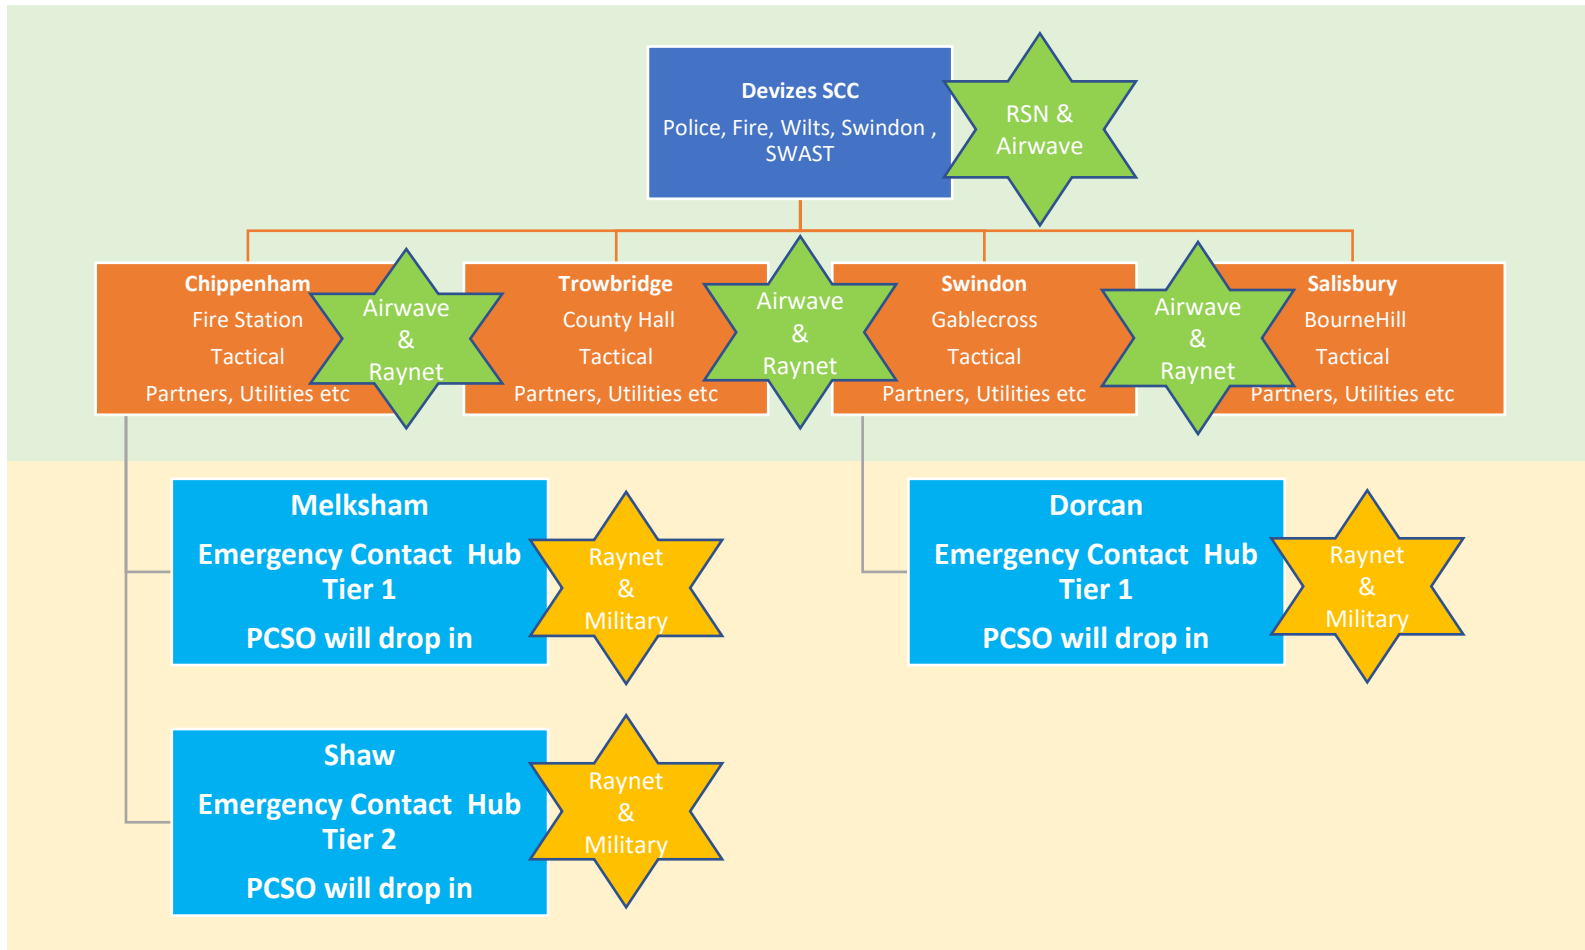 Devizes SCC
Police, Fire, Wilts, Swindon ,
SWAST
RSN &
Airwave
Chippenham
Fire Station
Tactical
Partners, Utilities etc
Airwave
&
Raynet
Trowbridge
County Hall
Tactical
Partners, Utilities etc
Airwave
&
Raynet
Swindon
Gablecross
Tactical
Partners, Utilities etc
Airwave
&
Raynet
Salisbury
BourneHill
Tactical
Partners, Utilities etc
Melksham
Emergency Contact  Hub
Tier 1
PCSO will drop in
Raynet
&
Military
Dorcan
Emergency Contact  Hub
Tier 1
PCSO will drop in
Raynet
&
Military
Shaw
Emergency Contact  Hub
Tier 2
PCSO will drop in
Raynet
&
Military